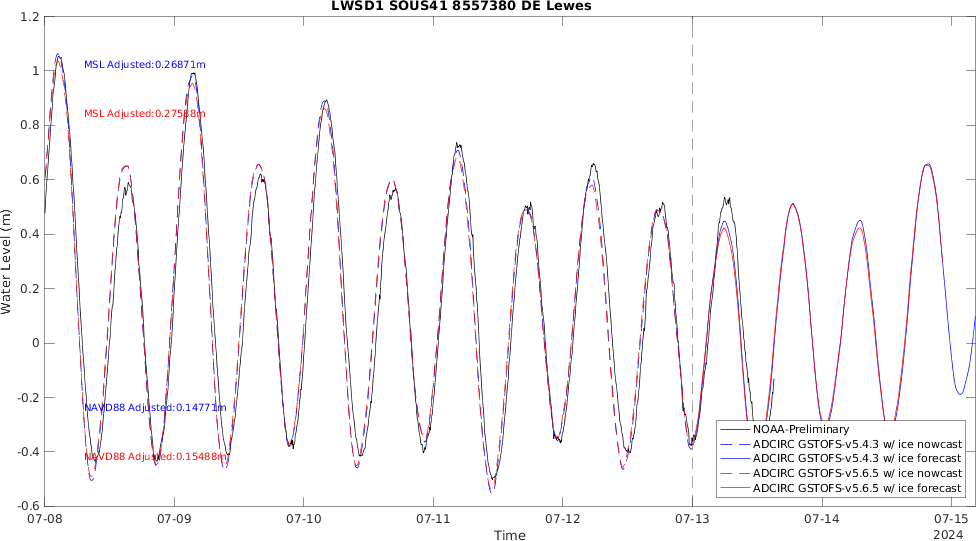 LWSD1 SOUS41 8557380 DE Lewes
1.2
1
0.8
0.6
0.4
0.2
0
-0.2
-0.4
-0.6
Water Level (m)
MSL Adjusted:0.26871m
MSL Adjusted:0.27588m
NAVD88 Adjusted:0.14771m
NAVD88 Adjusted:0.15488m
NOAA-Preliminary
ADCIRC GSTOFS-v5.4.3 w/ ice nowcast
ADCIRC GSTOFS-v5.4.3 w/ ice forecast
ADCIRC GSTOFS-v5.6.5 w/ ice nowcast
ADCIRC GSTOFS-v5.6.5 w/ ice forecast
07-08 07-09 07-10 07-11 07-12 07-13 07-14 07-15
Time
2024